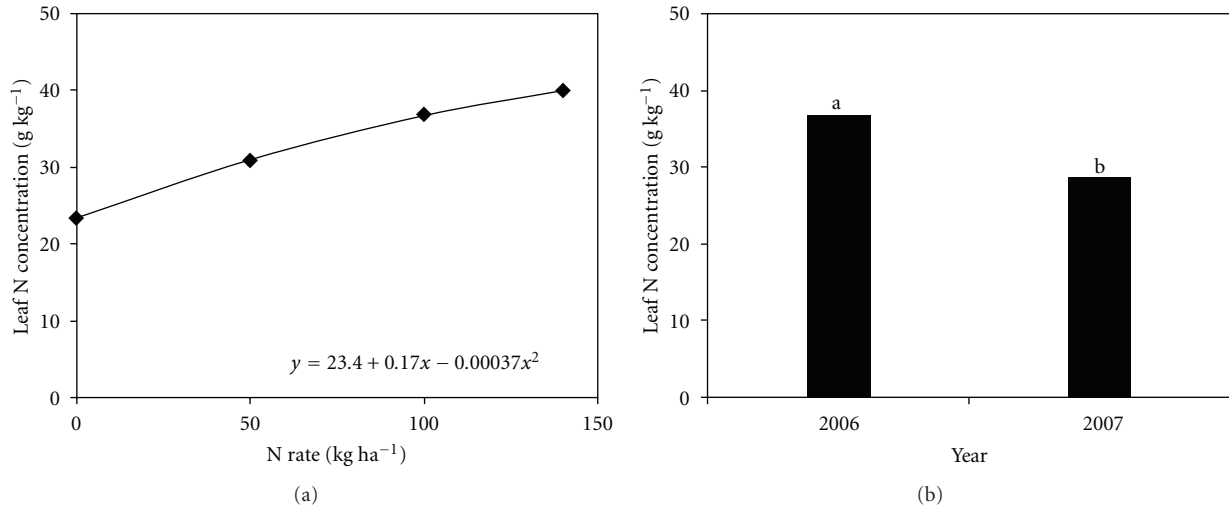 50
40
30
20
10
0
Leaf N concentration (g kg⁻¹)
y = 23.4 + 0.17x − 0.00037x²
0 50 100 150
N rate (kg ha⁻¹)
(a)
50
40
30
20
10
0
Leaf N concentration (g kg⁻¹)
a
b
2006 2007
Year
(b)